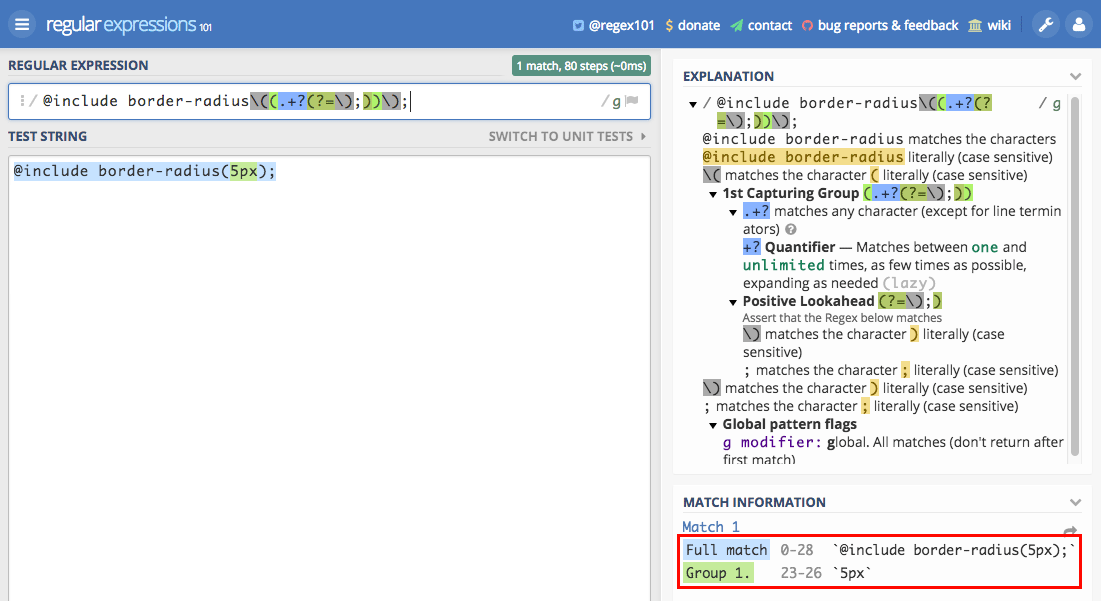 regular expressions 101
@regex101 $ donate contact bug reports & feedback wiki
REGULAR EXPRESSION
1 match, 80 steps (~0ms)
/ @include border-radius\((.+?(?=\);))\); / g
TEST STRING
SWITCH TO UNIT TESTS
@include border-radius(5px);
EXPLANATION
/ @include border-radius\((.+?(? / g
=\);))\);
@include border-radius matches the characters
@include border-radius literally (case sensitive)
\( matches the character ( literally (case sensitive)
1st Capturing Group (.+?(?=\);))
.+? matches any character (except for line termin
ators) ?
+? Quantifier — Matches between one and
unlimited times, as few times as possible,
expanding as needed (lazy)
Positive Lookahead (?=\);)
Assert that the Regex below matches
\) matches the character ) literally (case
sensitive)
; matches the character ; literally (case sensitive)
\) matches the character ) literally (case sensitive)
; matches the character ; literally (case sensitive)
Global pattern flags
g modifier: global. All matches (don't return after
first match)
MATCH INFORMATION
Match 1
Full match 0-28 `@include border-radius(5px);`
Group 1. 23-26 `5px`